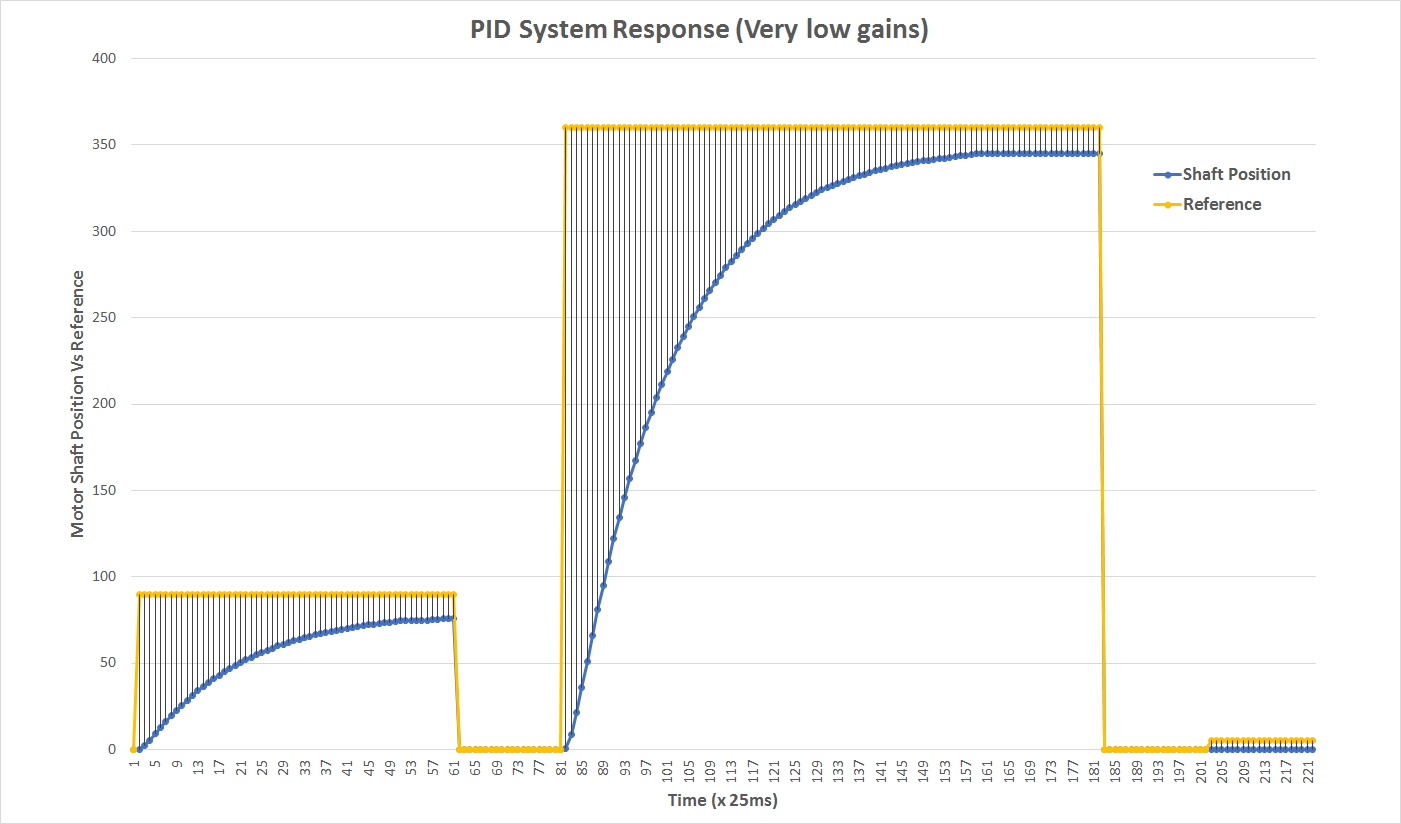 PID System Response (Very low gains)
400
350
300
250
200
150
100
50
0
Motor Shaft Position Vs Reference
Shaft Position
Reference
1 5 9 13 17 21 25 29 33 37 41 45 49 53 57 61 65 69 73 77 81 85 89 93 97 101 105 109 113 117 121 125 129 133 137 141 145 149 153 157 161 165 169 173 177 181 185 189 193 197 201 205 209 213 217 221
Time (x 25ms)